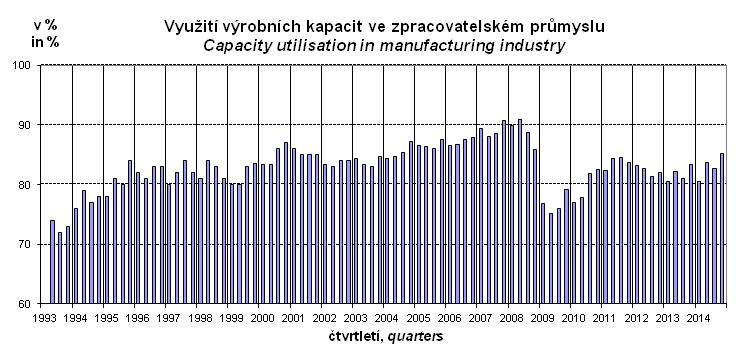 v %
in %
Využití výrobních kapacit ve zpracovatelském průmyslu
Capacity utilisation in manufacturing industry
100
90
80
70
60
1993 1994 1995 1996 1997 1998 1999 2000 2001 2002 2003 2004 2005 2006 2007 2008 2009 2010 2011 2012 2013 2014
čtvrtletí, quarters